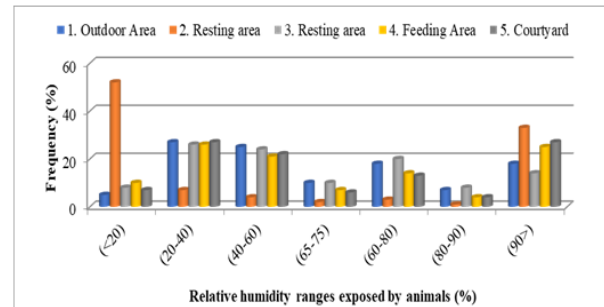 1. Outdoor Area 2. Resting area 3. Resting area 4. Feeding Area 5. Courtyard
Frequency (%)
60
40
20
0
(<20) (20-40) (40-60) (65-75) (60-80) (80-90) (90>)
Relative humidity ranges exposed by animals (%)